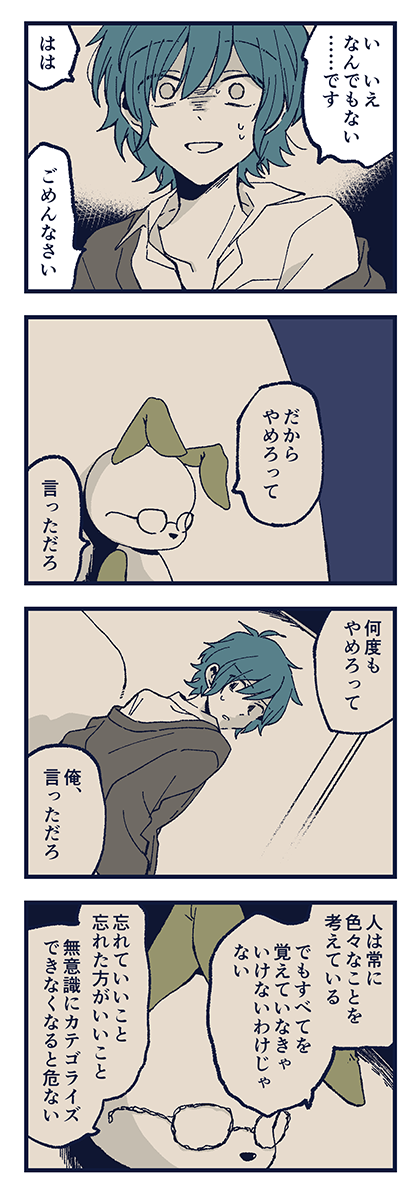 い いえ
なんでもない
……です
はは
ごめんなさい
だから
やめろって
言っただろ
何度も
やめろって
俺、
言っただろ
人は常に
色々なことを
考えている
でもすべてを
覚えていなきゃ
いけないわけじゃ
ない
忘れていいこと
忘れた方がいいこと
無意識にカテゴライズ
できなくなると危ない